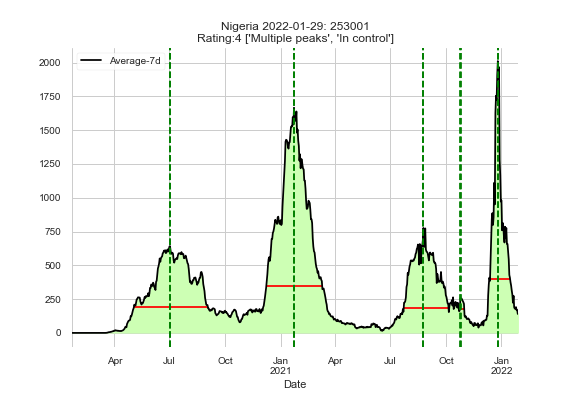 Nigeria 2022-01-29: 253001
Rating:4 ['Multiple peaks', 'In control']
Average-7d
2000
1750
1500
1250
1000
750
500
250
0
Apr Jul Oct Jan Apr Jul Oct Jan
2021 2022
Date